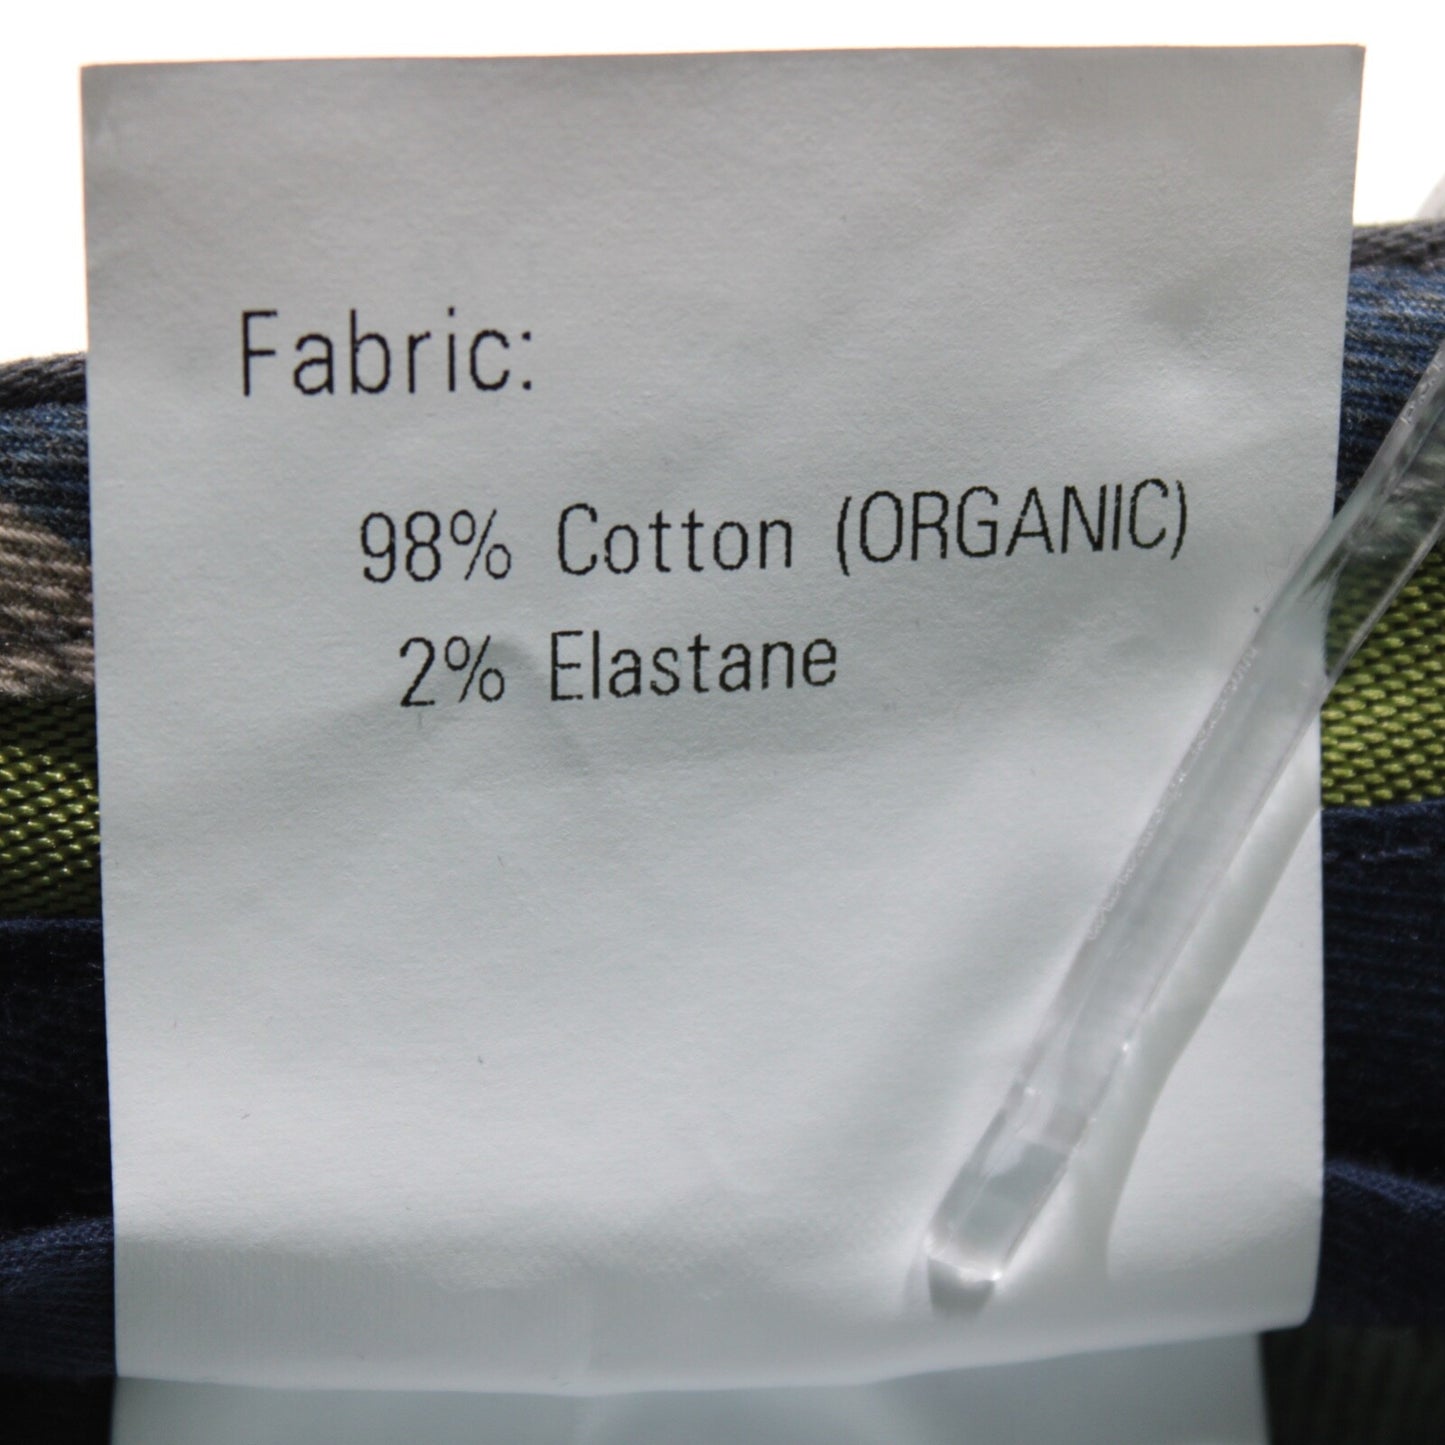 Fabric:
98% Cotton (ORGANIC)
2% Elastane